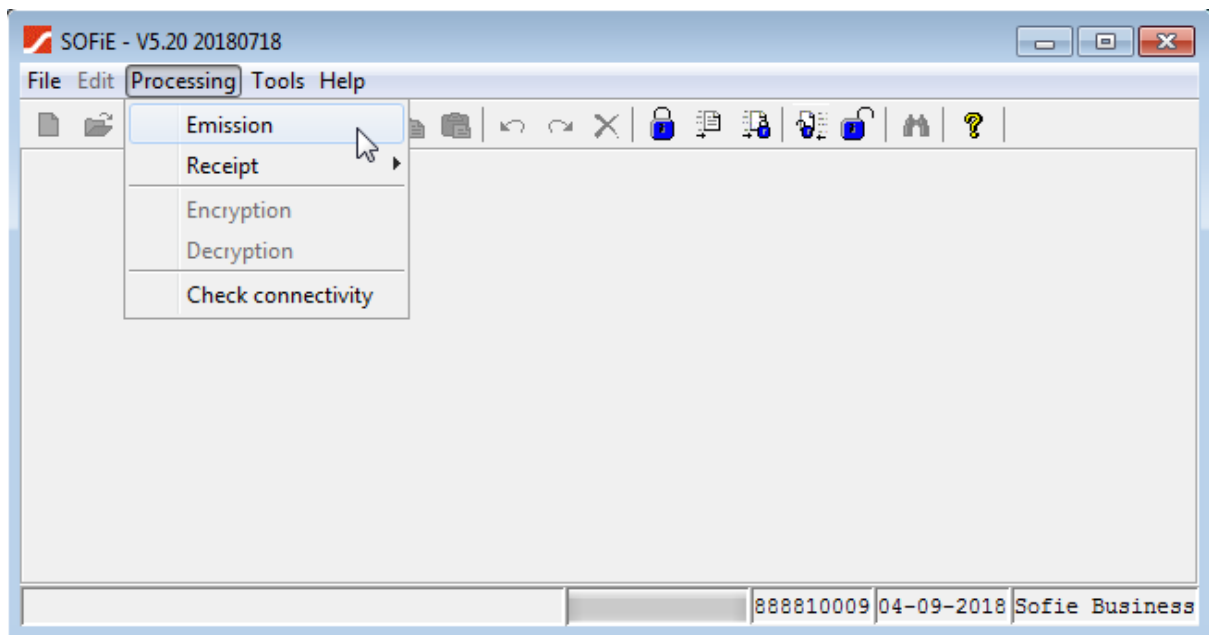 SOFiE - V5.20 20180718
File Edit Processing Tools Help
Emission
Receipt
Encryption
Decryption
Check connectivity
888810009 04-09-2018 Sofie Business